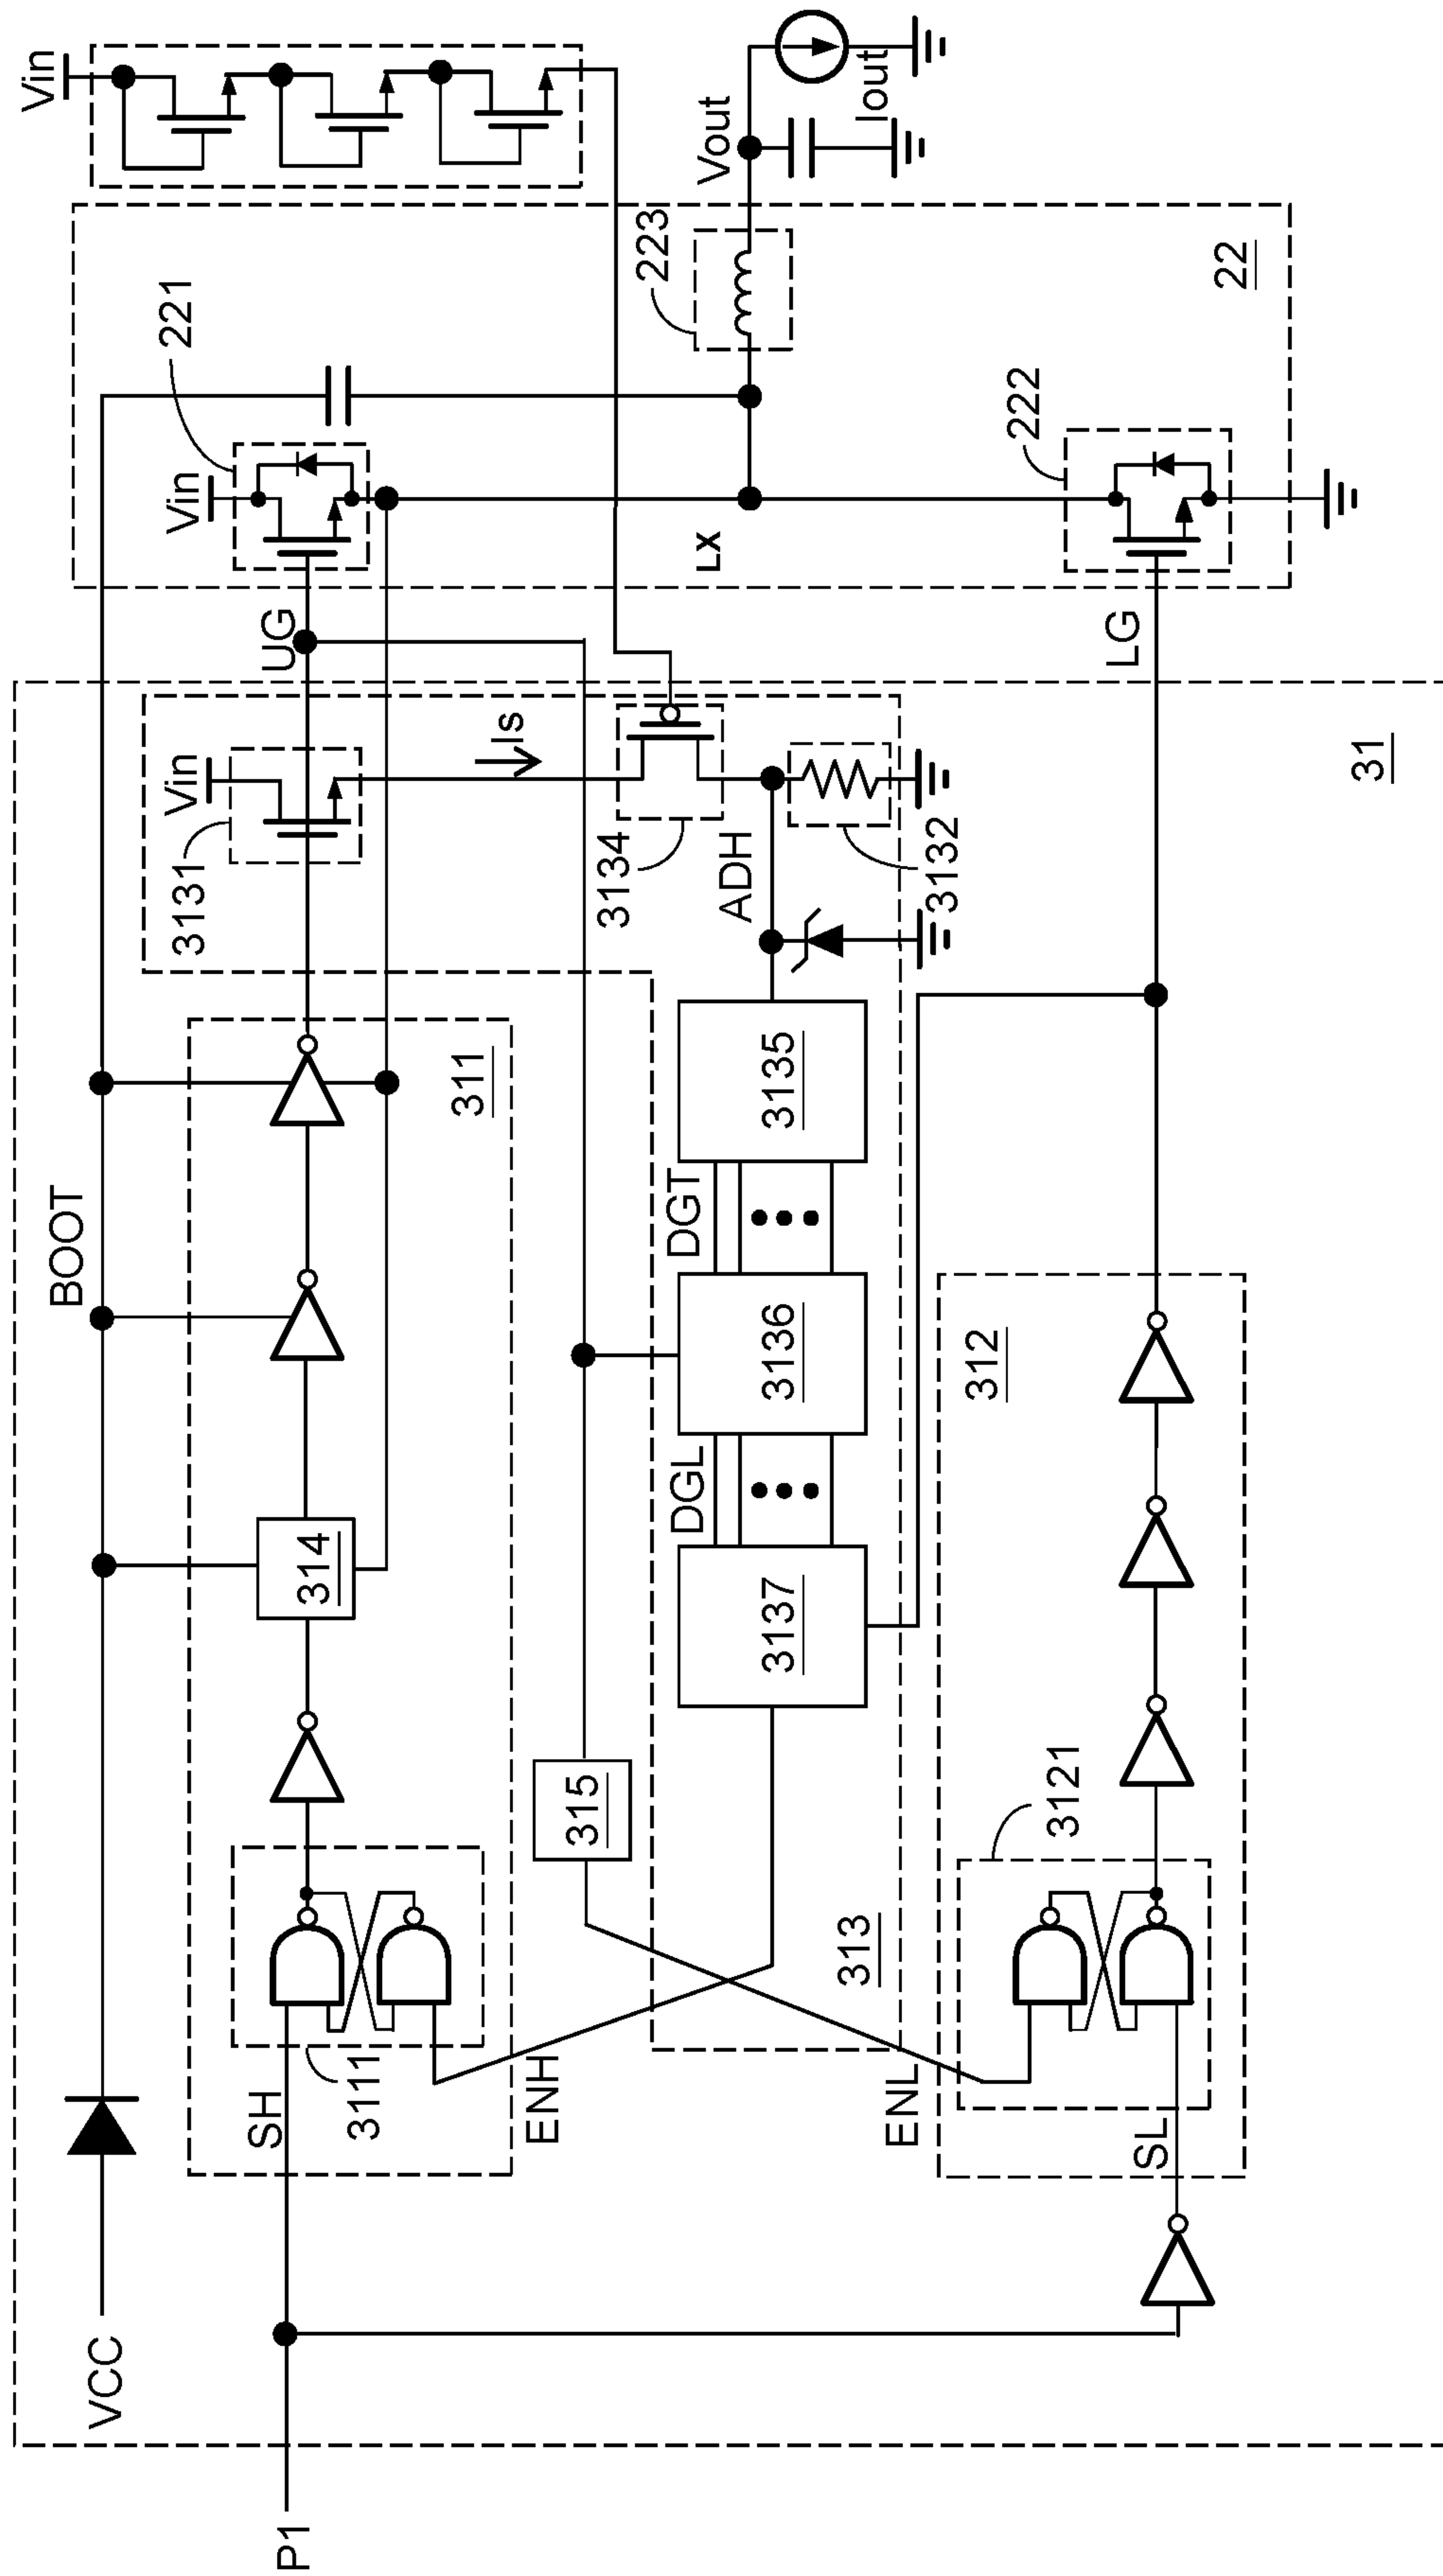 P1
VCC
BOOT
SH
3111
ENH
314
311
UG
Vin
3131
Vin
221
Vin
Is
3134
ADH
3132
LX
223
Vout
Iout
22
222
LG
31
315
313
3137
DGL
3136
DGT
3135
ENL
SL
3121
312